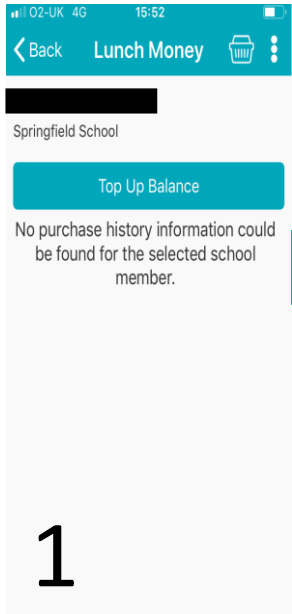 O2-UK 4G 15:52
Back Lunch Money
Springfield School
Top Up Balance
No purchase history information could
be found for the selected school
member.
1